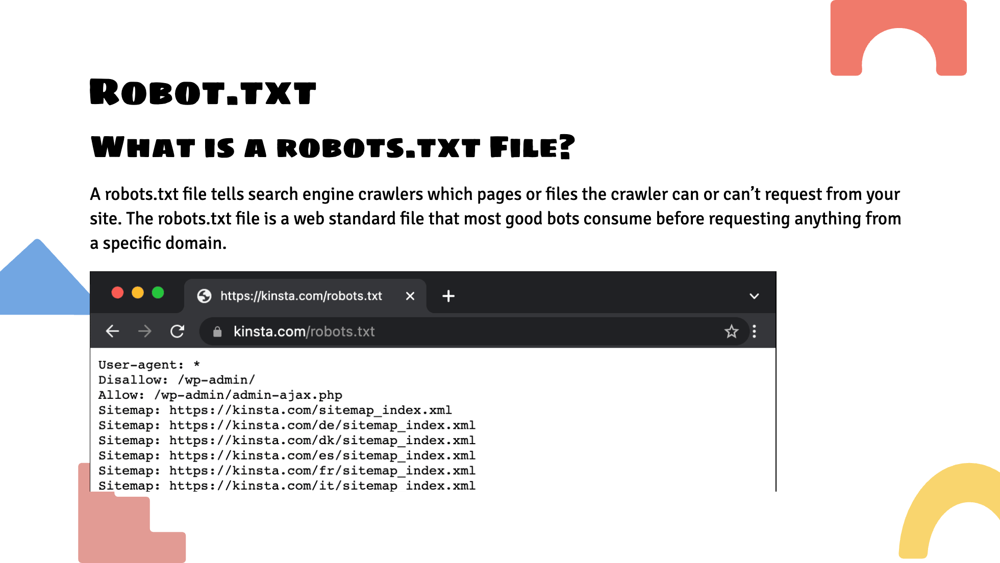 Robot.txt
What is a robots.txt File?
A robots.txt file tells search engine crawlers which pages or files the crawler can or can’t request from your
site. The robots.txt file is a web standard file that most good bots consume before requesting anything from
a specific domain.
https://kinsta.com/robots.txt
kinsta.com/robots.txt
User-agent: *
Disallow: /wp-admin/
Allow: /wp-admin/admin-ajax.php
Sitemap: https://kinsta.com/sitemap_index.xml
Sitemap: https://kinsta.com/de/sitemap_index.xml
Sitemap: https://kinsta.com/dk/sitemap_index.xml
Sitemap: https://kinsta.com/es/sitemap_index.xml
Sitemap: https://kinsta.com/fr/sitemap_index.xml
Sitemap: https://kinsta.com/it/sitemap_index.xml